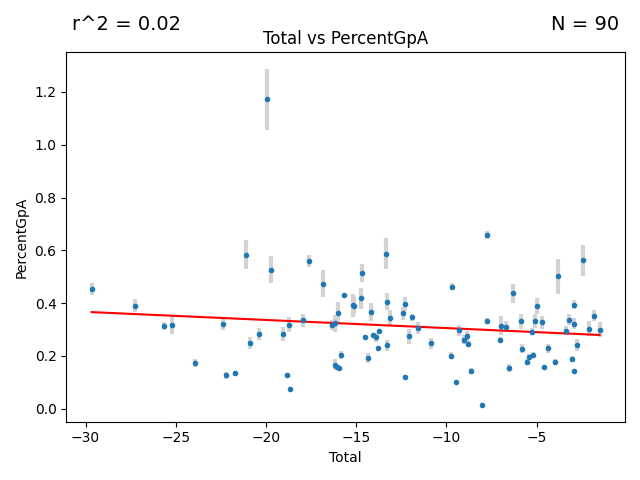 r^2 = 0.02
N = 90
Total vs PercentGpA
PercentGpA
1.2
1.0
0.8
0.6
0.4
0.2
0.0
−30 −25 −20 −15 −10 −5
Total